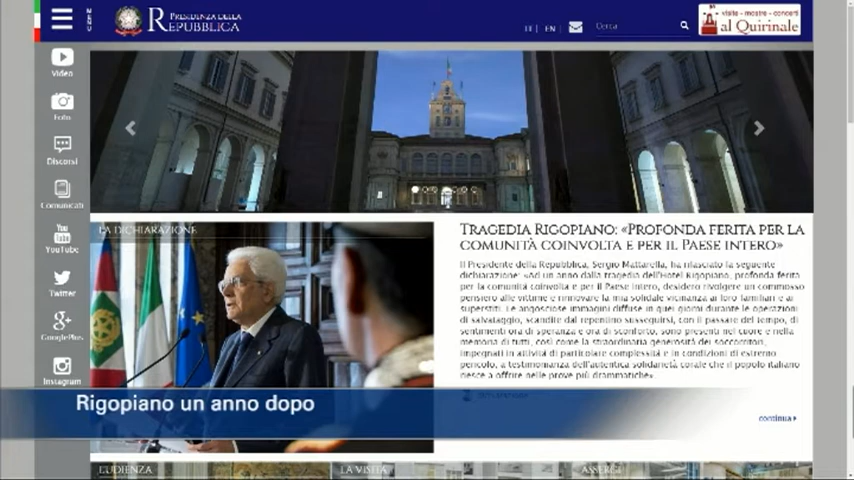 MENU
PRESIDENZA DELLA
REPUBBLICA
IT | EN
Cerca
visite - mostre - concerti
al Quirinale
Video
Foto
Discorsi
Comunicati
YouTube
Twitter
GooglePlus
Instagram
LA DICHIARAZIONE
TRAGEDIA RIGOPIANO: «PROFONDA FERITA PER LA
COMUNITÀ COINVOLTA E PER IL PAESE INTERO»
Il Presidente della Repubblica, Sergio Mattarella, ha rilasciato la seguente
dichiarazione: «Ad un anno dalla tragedia dell'Hotel Rigopiano, profonda ferita
per la comunità coinvolta e per il Paese intero, desidero rivolgere un commosso
pensiero alle vittime e rinnovare la mia solidale vicinanza ai loro familiari e ai
superstiti. Le angosciose immagini diffuse in quei giorni durante le operazioni
di salvataggio, scandite dal repentino susseguirsi, con il passare del tempo, di
sentimenti ora di speranza e ora di sconforto, sono presenti nel cuore e nella
memoria di tutti, così come la straordinaria generosità dei soccorritori,
impegnati in attività di particolare complessità e in condizioni di estremo
pericolo, a testimonianza dell'autentica solidarietà corale che il popolo italiano
riesce a offrire nelle prove più drammatiche».
Rigopiano un anno dopo
continua
L'UDIENZA
LA VISITA
ASSEGGI